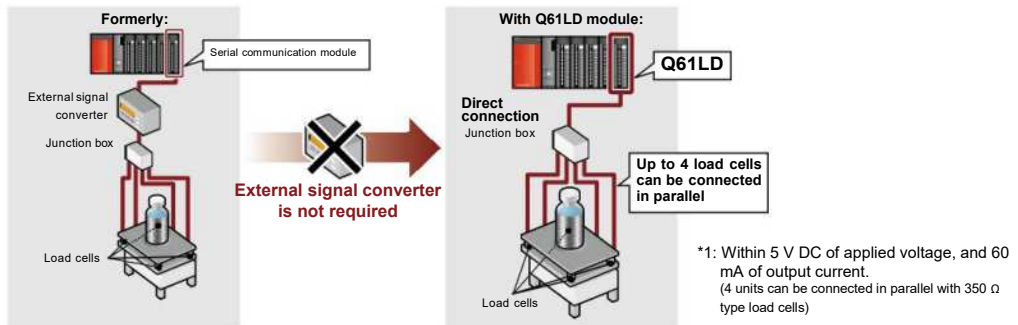 Formerly:
Serial communication module
External signal
converter
Junction box
Load cells
External signal converter
is not required
With Q61LD module:
Q61LD
Direct
connection
Junction box
Up to 4 load cells
can be connected
in parallel
Load cells
*1: Within 5 V DC of applied voltage, and 60
mA of output current.
(4 units can be connected in parallel with 350 Ω
type load cells)